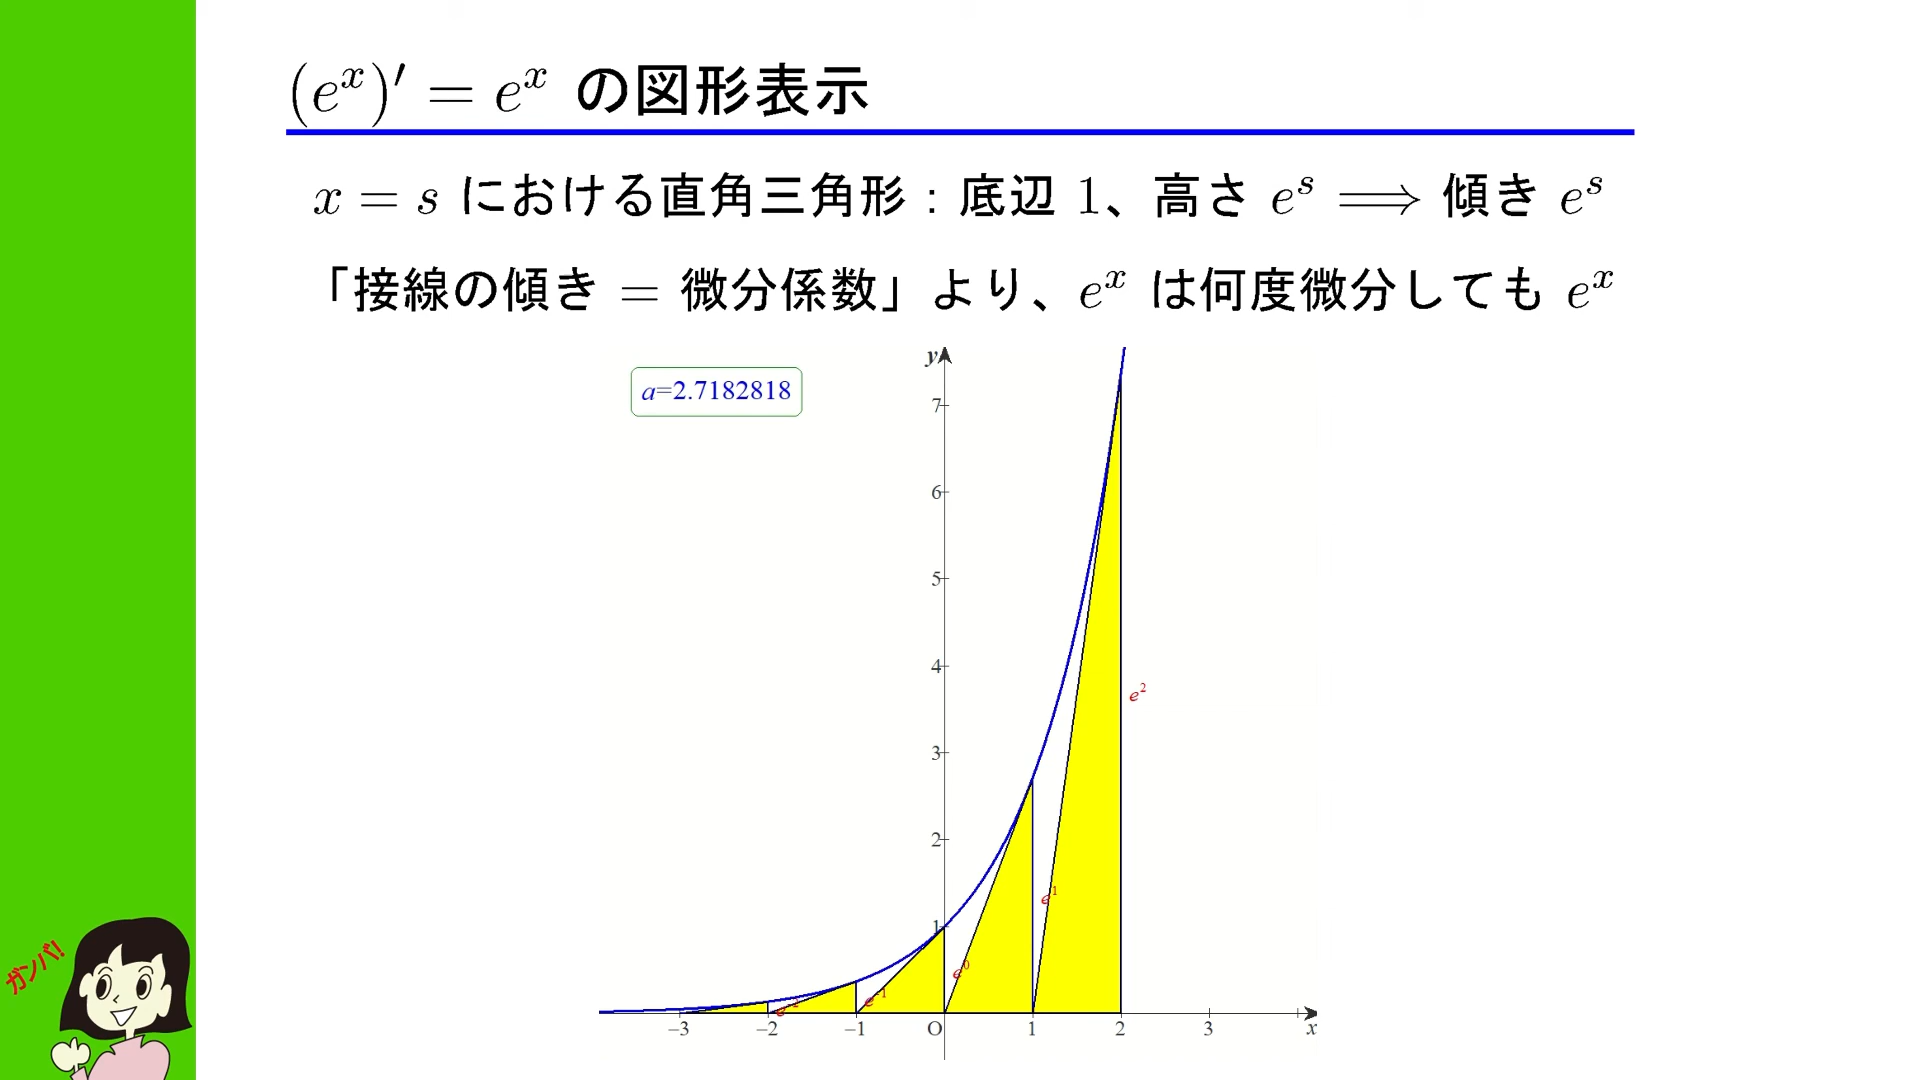 (e^x)′ = e^x の図形表示
x = s における直角三角形：底辺 1、高さ e^s ⟹ 傾き e^s
「接線の傾き = 微分係数」より、e^x は何度微分しても e^x
a=2.7182818
y
7
6
5
4
3
2
1
e^2
e^1
e^0
e^−1
e^−2
−3 −2 −1 O 1 2 3 x
ガンバ!